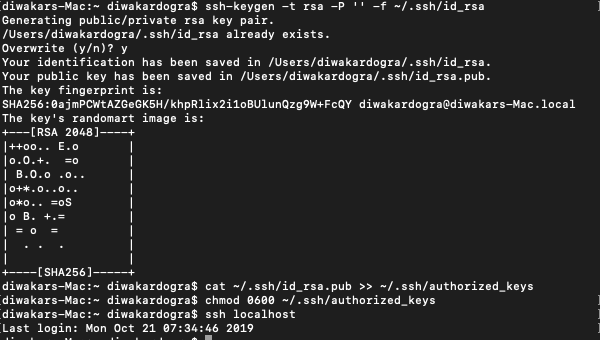 [diwakars-Mac:~ diwakardogra$ ssh-keygen -t rsa -P '' -f ~/.ssh/id_rsa ]
Generating public/private rsa key pair.
/Users/diwakardogra/.ssh/id_rsa already exists.
Overwrite (y/n)? y
Your identification has been saved in /Users/diwakardogra/.ssh/id_rsa.
Your public key has been saved in /Users/diwakardogra/.ssh/id_rsa.pub.
The key fingerprint is:
SHA256:0ajmPCWtAZGeGK5H/khpRlix2i1oBUlunQzg9W+FcQY diwakardogra@diwakars-Mac.local
The key's randomart image is:
+---[RSA 2048]----+
|++oo.. E.o       |
|o.O.+.  =o       |
| B.O.o .o..      |
|o+*.o..o..       |
|o*o.. =oS        |
|o B. +.=         |
| = o  =          |
|  . .  .         |
|                 |
+----[SHA256]-----+
[diwakars-Mac:~ diwakardogra$ cat ~/.ssh/id_rsa.pub >> ~/.ssh/authorized_keys ]
[diwakars-Mac:~ diwakardogra$ chmod 0600 ~/.ssh/authorized_keys ]
[diwakars-Mac:~ diwakardogra$ ssh localhost ]
Last login: Mon Oct 21 07:34:46 2019